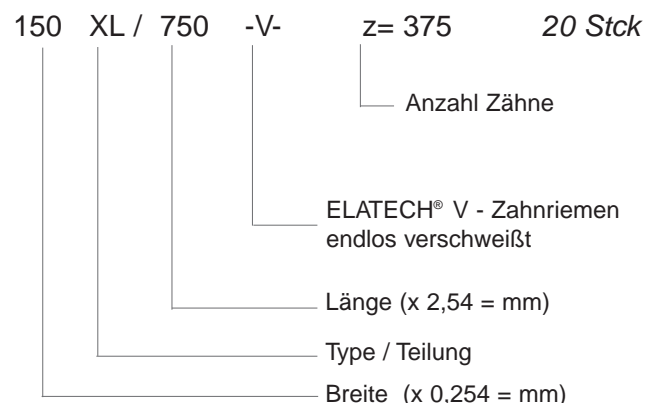 150 XL / 750 -V- z= 375 20 Stck
Anzahl Zähne
ELATECH® V - Zahnriemen
endlos verschweißt
Länge (x 2,54 = mm)
Type / Teilung
Breite (x 0,254 = mm)